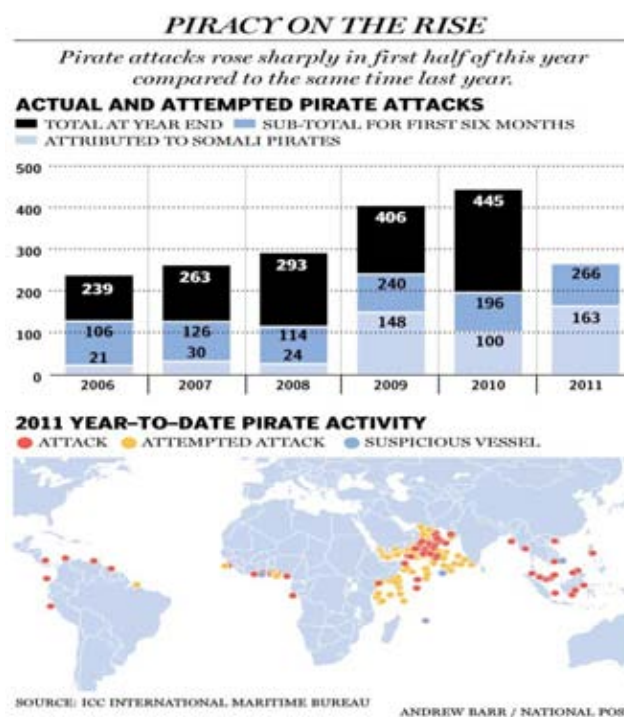 PIRACY ON THE RISE
Pirate attacks rose sharply in first half of this year
compared to the same time last year.
ACTUAL AND ATTEMPTED PIRATE ATTACKS
TOTAL AT YEAR END SUB-TOTAL FOR FIRST SIX MONTHS
ATTRIBUTED TO SOMALI PIRATES
500
400
300
200
100
0
239
106
21
263
126
30
293
114
24
406
240
148
445
196
100
266
163
2006 2007 2008 2009 2010 2011
2011 YEAR-TO-DATE PIRATE ACTIVITY
ATTACK ATTEMPTED ATTACK SUSPICIOUS VESSEL
SOURCE: ICC INTERNATIONAL MARITIME BUREAU
ANDREW BARR / NATIONAL POS